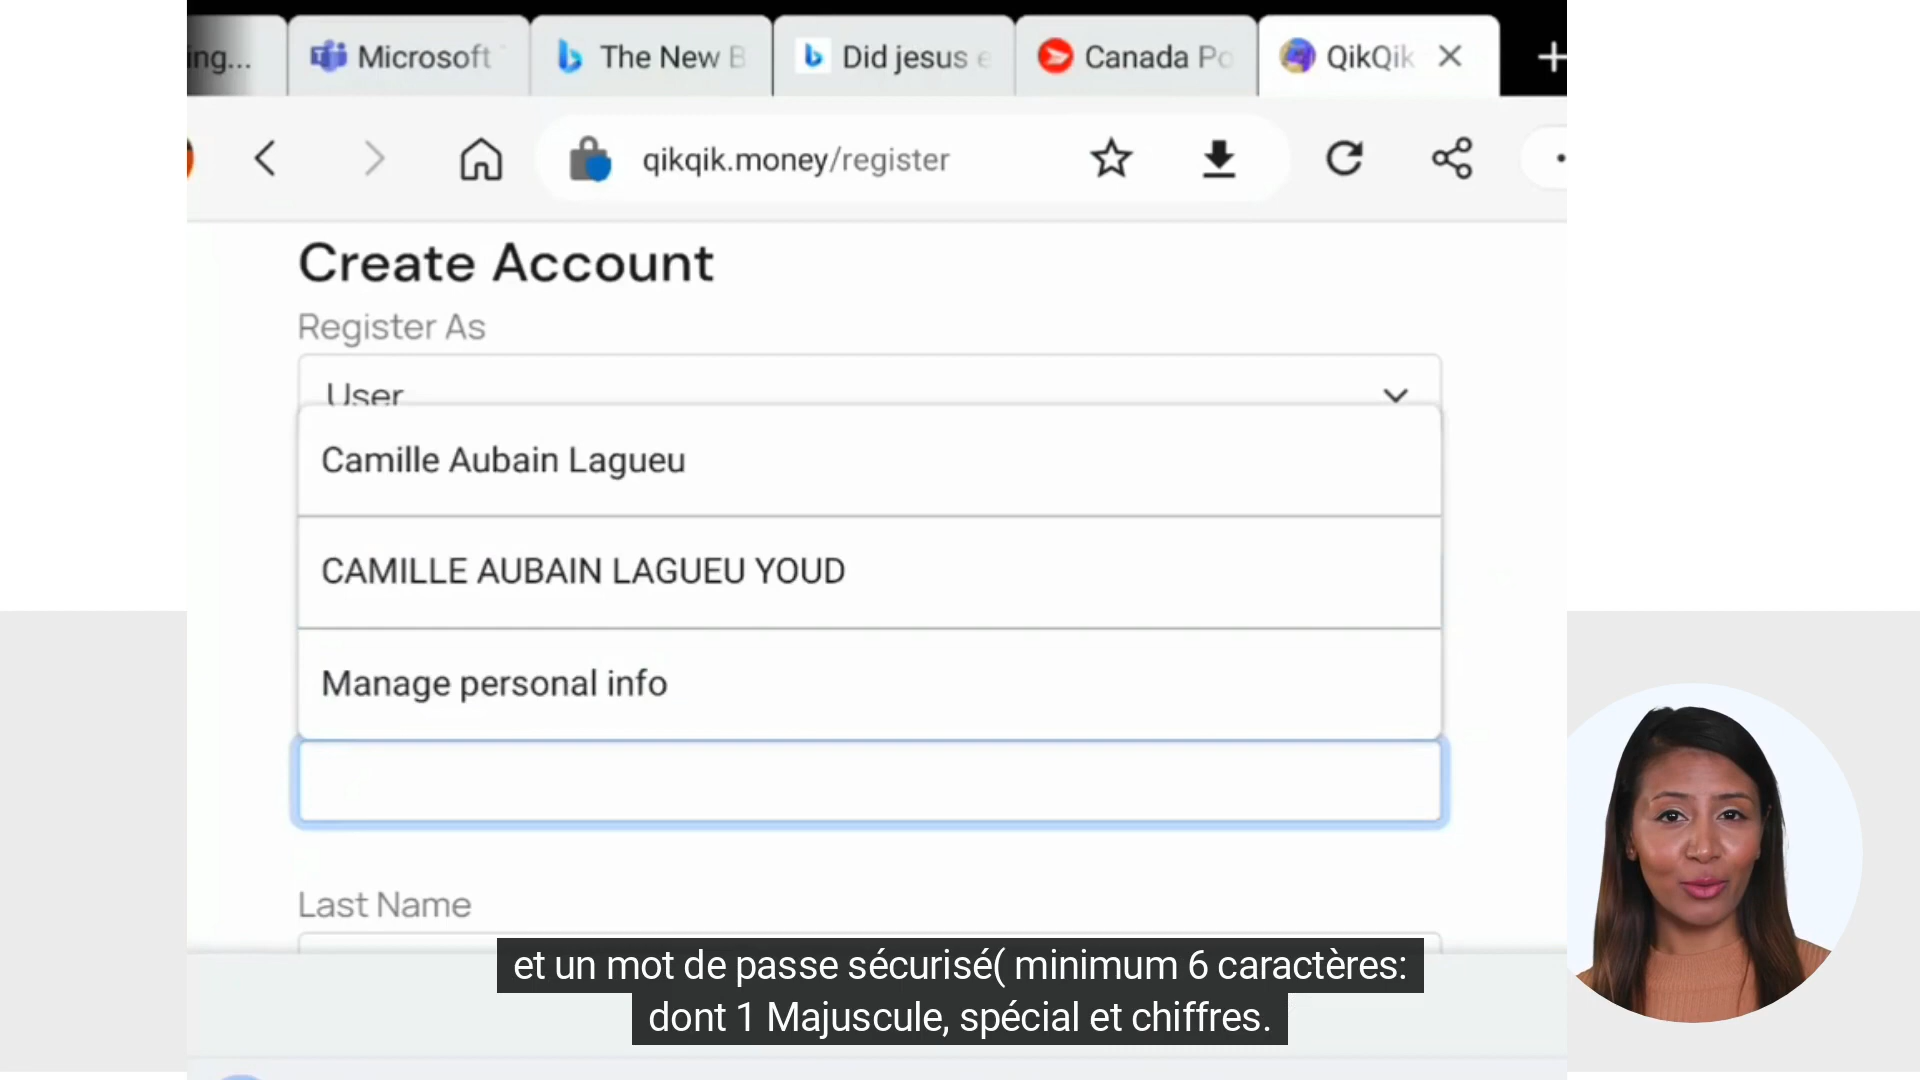 ing...
Microsoft
The New B
Did jesus e
Canada Po
QikQik
qikqik.money/register
Create Account
Register As
User
Camille Aubain Lagueu
CAMILLE AUBAIN LAGUEU YOUD
Manage personal info
Last Name
et un mot de passe sécurisé( minimum 6 caractères:
dont 1 Majuscule, spécial et chiffres.